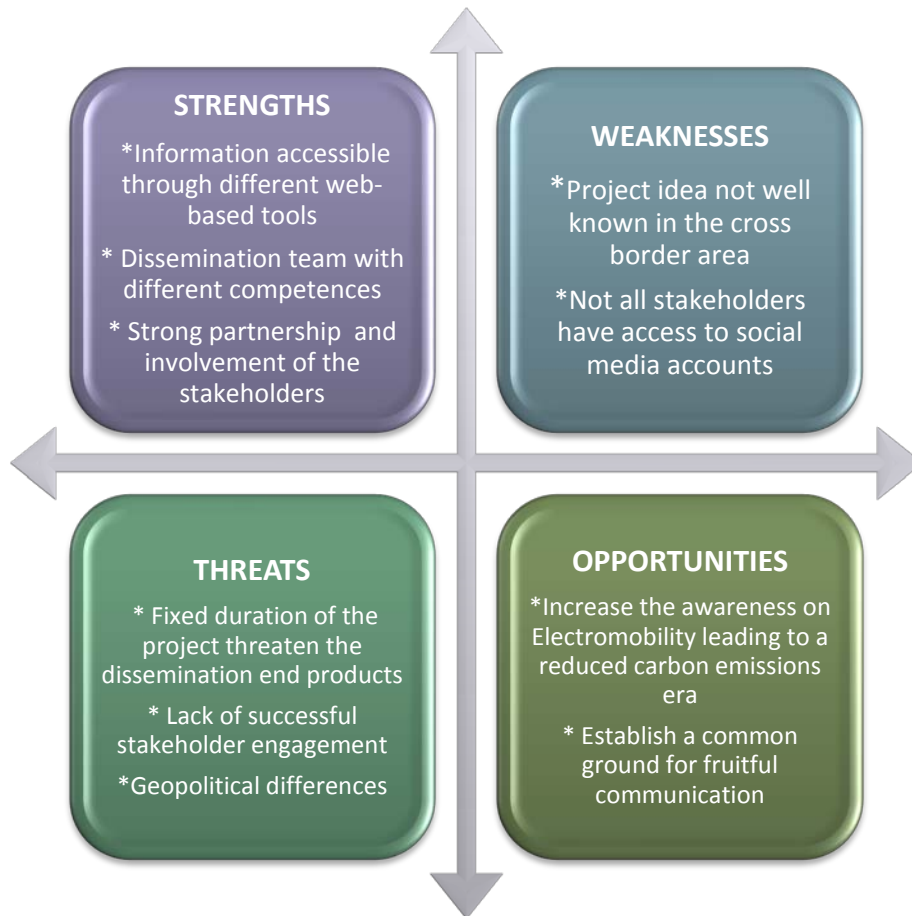 STRENGTHS
*Information accessible
through different web-
based tools
* Dissemination team with
different competences
* Strong partnership and
involvement of the
stakeholders
WEAKNESSES
*Project idea not well
known in the cross
border area
*Not all stakeholders
have access to social
media accounts
THREATS
* Fixed duration of the
project threaten the
dissemination end products
* Lack of successful
stakeholder engagement
*Geopolitical differences
OPPORTUNITIES
*Increase the awareness on
Electromobility leading to a
reduced carbon emissions
era
* Establish a common
ground for fruitful
communication